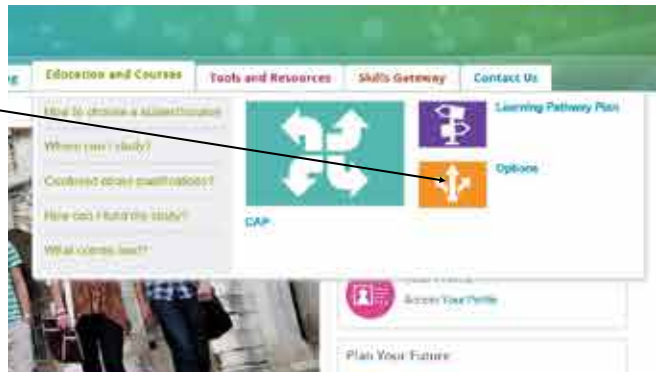 Education and Courses
Tools and Resources
Skills Gateway
Contact Us
How to choose a subject/course
Where can I study?
Confused about qualifications?
How can I fund my study?
What comes next?
CAP
Learning Pathway Plan
Options
Access Your Profile
Plan Your Future